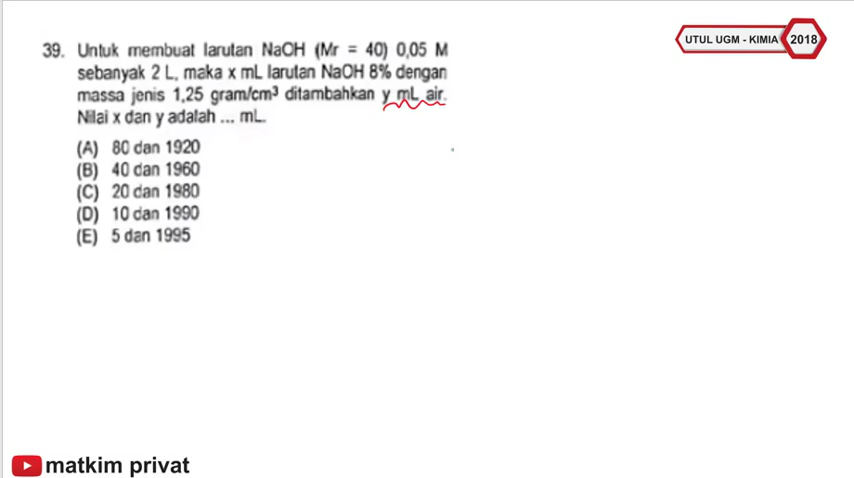 UTUL UGM - KIMIA 2018
39. Untuk membuat larutan NaOH (Mr = 40) 0,05 M
sebanyak 2 L, maka x mL larutan NaOH 8% dengan
massa jenis 1,25 gram/cm³ ditambahkan y mL air.
Nilai x dan y adalah ... mL.
(A) 80 dan 1920
(B) 40 dan 1960
(C) 20 dan 1980
(D) 10 dan 1990
(E) 5 dan 1995
matkim privat